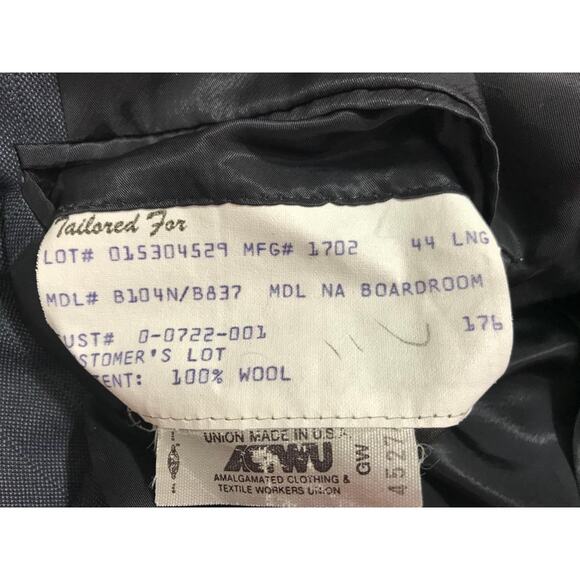 Tailored For
LOT# 015304529 MFG# 1702 44 LNG
MDL# B104N/B837 MDL NA BOARDROOM
UST# 0-0722-001 176
STOMER'S LOT
TENT: 100% WOOL
UNION MADE IN U.S.A.
ACTWU
AMALGAMATED CLOTHING &
TEXTILE WORKERS UNION
GW
4527